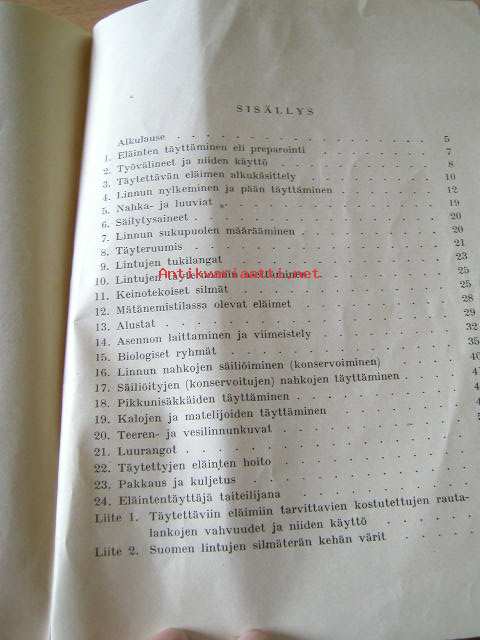 SISÄLLYS
Alkulause 5
1. Eläinten täyttäminen eli preparointi 7
2. Työvälineet ja niiden käyttö 8
3. Täytettävän eläimen alkukäsittely 10
4. Linnun nylkeminen ja pään täyttäminen 12
5. Nahka- ja luuviat 19
6. Säilytysaineet 20
7. Linnun sukupuolen määrääminen 20
8. Täyteruumis 21
9. Lintujen tukilangat 23
Antikvariaatti.net
10. Lintujen 25
11. Keinotekoiset silmät 25
12. Mätänemistilassa olevat eläimet 28
13. Alustat 29
14. Asennon laittaminen ja viimeistely 32
15. Biologiset ryhmät 35
16. Linnun nahkojen säiliöiminen (konservoiminen)
17. Säiliöityjen (konservoitujen) nahkojen täyttäminen
18. Pikkunisäkkäiden täyttäminen
19. Kalojen ja matelijoiden täyttäminen
20. Teeren- ja vesilinnunkuvat
21. Luurangot
22. Täytettyjen eläinten hoito
23. Pakkaus ja kuljetus
24. Eläintentäyttäjä taiteilijana
Liite 1. Täytettäviin eläimiin tarvittavien kostutettujen rauta-
lankojen vahvuudet ja niiden käyttö
Liite 2. Suomen lintujen silmäterän kehän värit